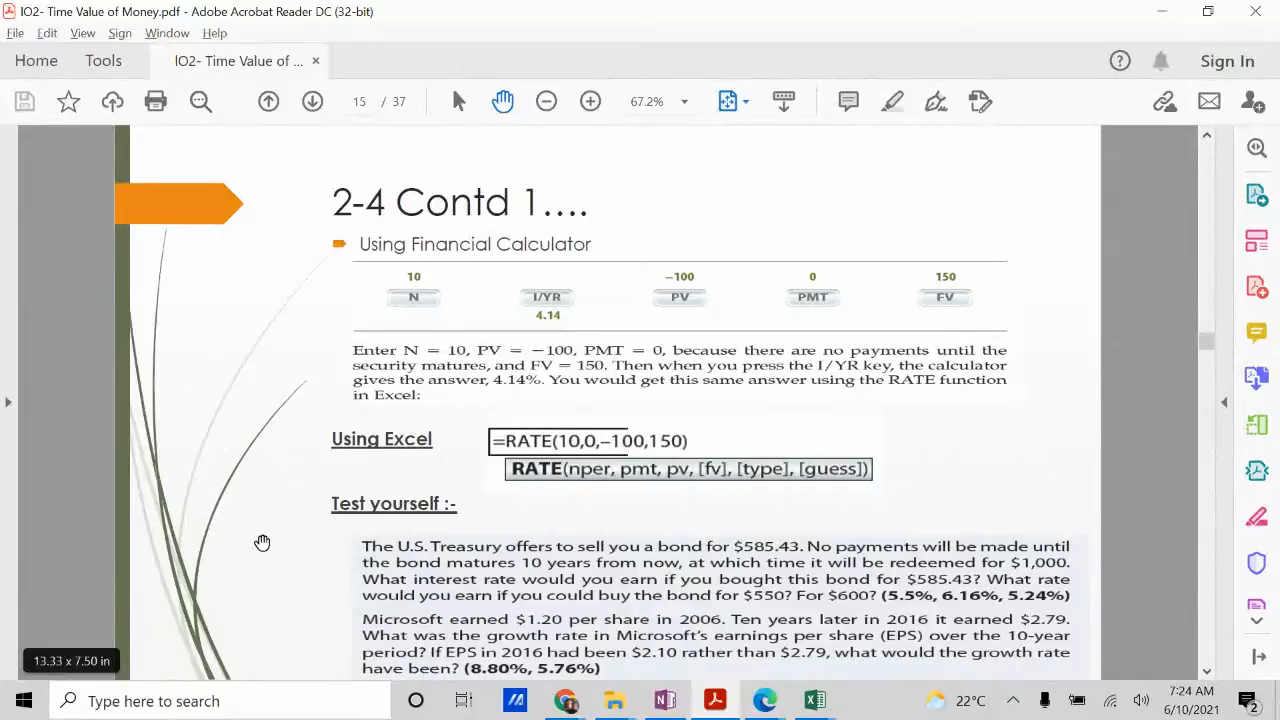 lO2- Time Value of Money.pdf - Adobe Acrobat Reader DC (32-bit)
File Edit View Sign Window Help
Home Tools lO2- Time Value of ... × Sign In
15 / 37 67.2%
2-4 Contd 1....
Using Financial Calculator
10 −100 0 150
N I/YR PV PMT FV
4.14
Enter N = 10, PV = −100, PMT = 0, because there are no payments until the
security matures, and FV = 150. Then when you press the I/YR key, the calculator
gives the answer, 4.14%. You would get this same answer using the RATE function
in Excel:
Using Excel =RATE(10,0,–100,150)
RATE(nper, pmt, pv, [fv], [type], [guess])
Test yourself :-
The U.S. Treasury offers to sell you a bond for $585.43. No payments will be made until
the bond matures 10 years from now, at which time it will be redeemed for $1,000.
What interest rate would you earn if you bought this bond for $585.43? What rate
would you earn if you could buy the bond for $550? For $600? (5.5%, 6.16%, 5.24%)
Microsoft earned $1.20 per share in 2006. Ten years later in 2016 it earned $2.79.
What was the growth rate in Microsoft's earnings per share (EPS) over the 10-year
period? If EPS in 2016 had been $2.10 rather than $2.79, what would the growth rate
have been? (8.80%, 5.76%)
13.33 x 7.50 in
Type here to search
22°C
7:24 AM
6/10/2021
2